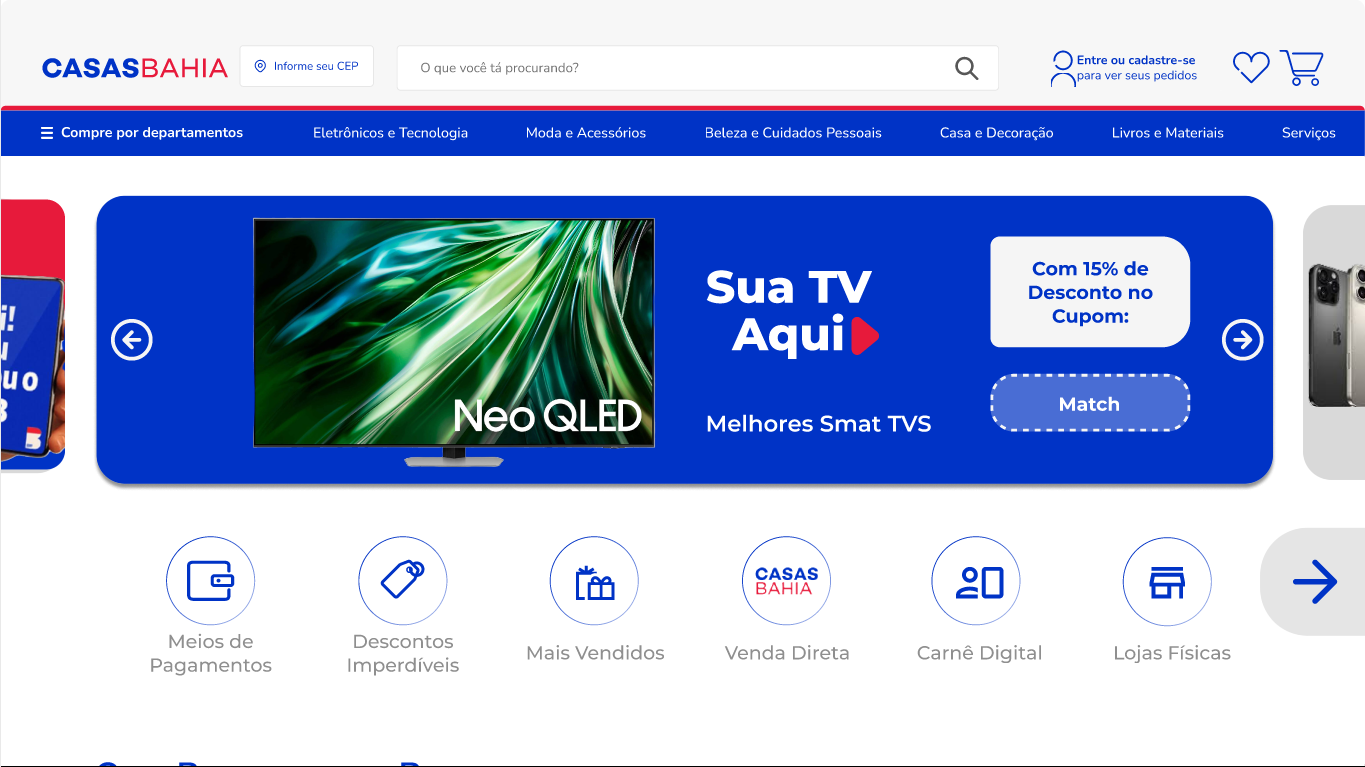 CASASBAHIA
Informe seu CEP
O que você tá procurando?
Entre ou cadastre-se
para ver seus pedidos
Compre por departamentos
Eletrônicos e Tecnologia
Moda e Acessórios
Beleza e Cuidados Pessoais
Casa e Decoração
Livros e Materiais
Serviços
Neo QLED
Sua TV
Aqui
Melhores Smat TVS
Com 15% de
Desconto no
Cupom:
Match
Meios de
Pagamentos
Descontos
Imperdíveis
Mais Vendidos
CASAS
BAHIA
Venda Direta
Carnê Digital
Lojas Físicas